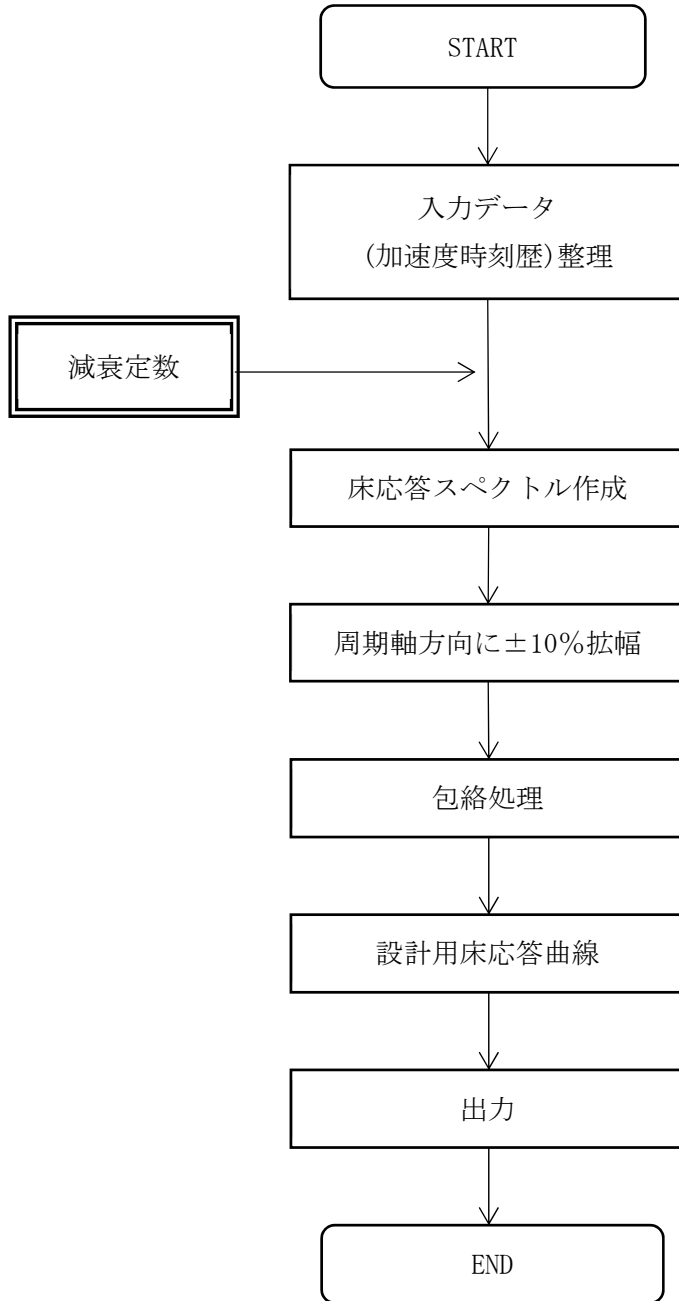 START
入力データ
(加速度時刻歴)整理
減衰定数
床応答スペクトル作成
周期軸方向に±10%拡幅
包絡処理
設計用床応答曲線
出力
END